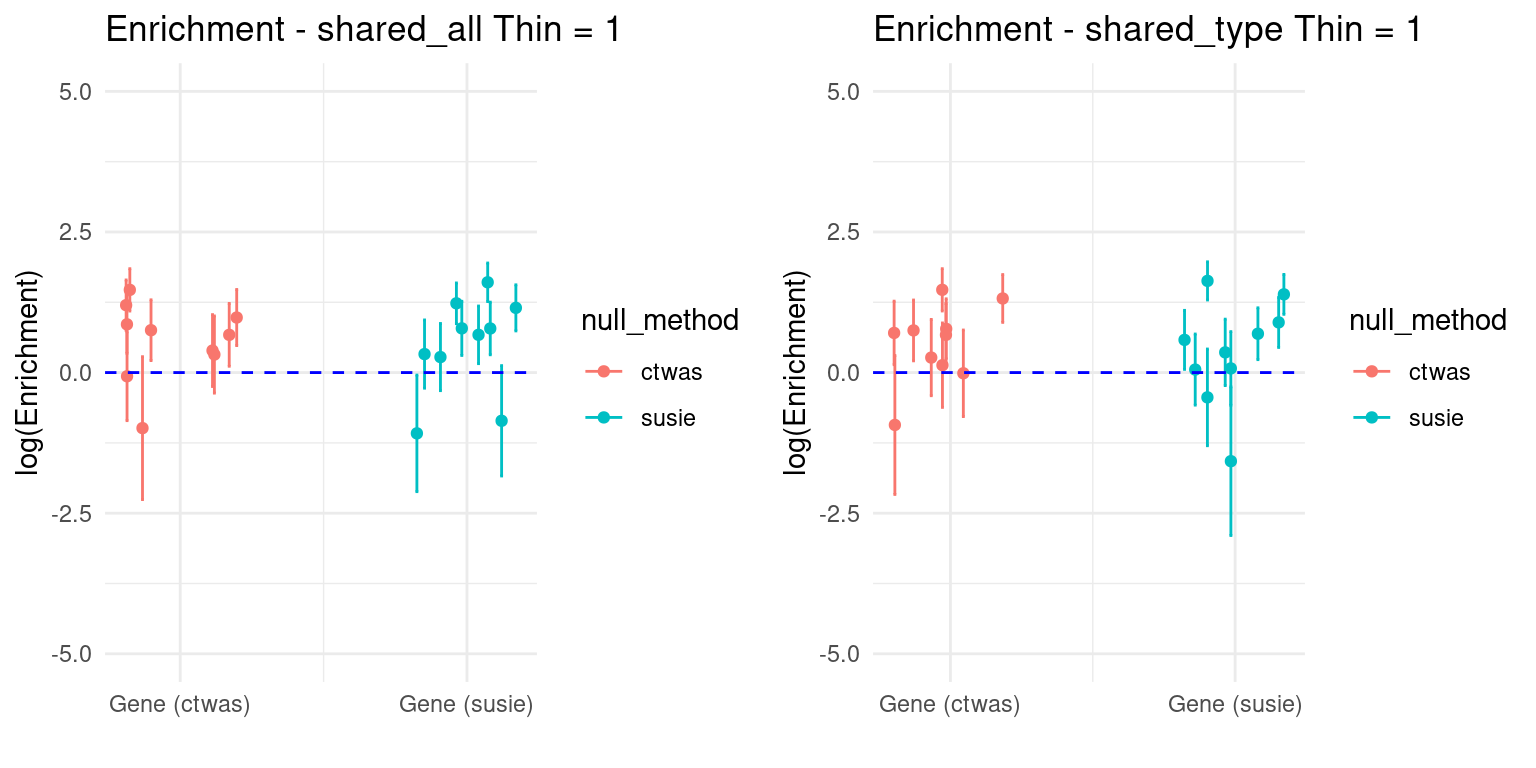 Enrichment - shared_all Thin = 1
log(Enrichment)
5.0
2.5
0.0
-2.5
-5.0
Gene (ctwas)
Gene (susie)
null_method
ctwas
susie
Enrichment - shared_type Thin = 1
log(Enrichment)
5.0
2.5
0.0
-2.5
-5.0
Gene (ctwas)
Gene (susie)
null_method
ctwas
susie